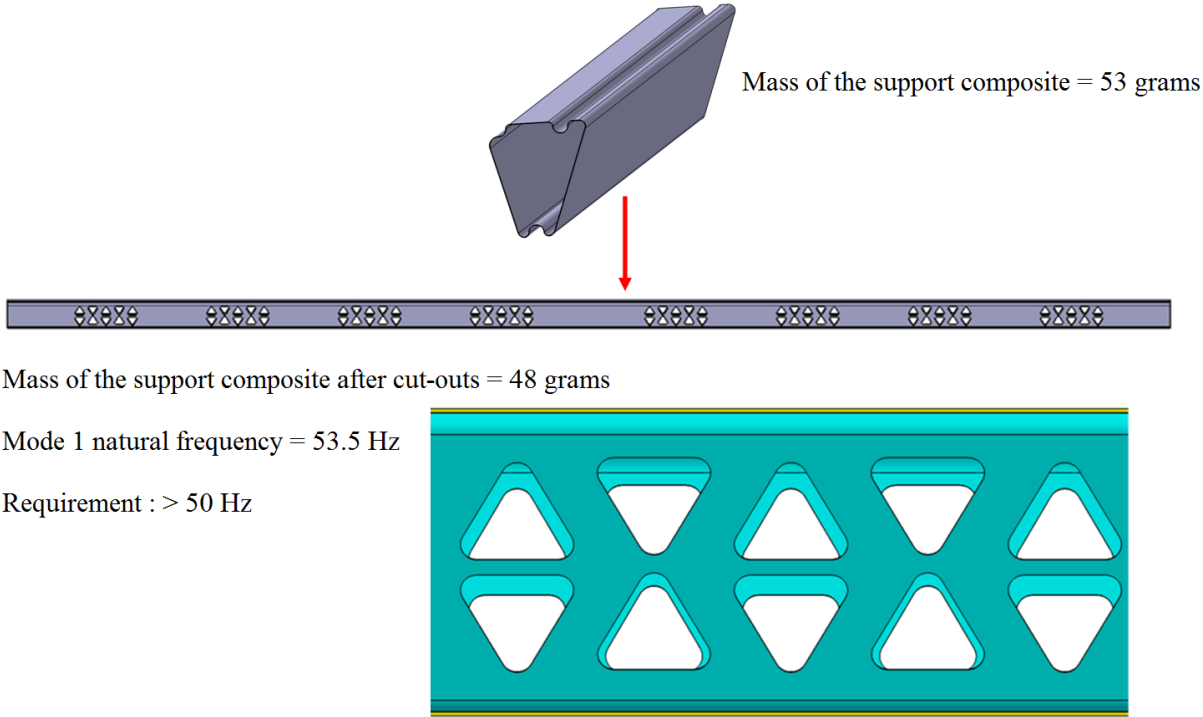 Mass of the support composite = 53 grams
Mass of the support composite after cut-outs = 48 grams
Mode 1 natural frequency = 53.5 Hz
Requirement : > 50 Hz